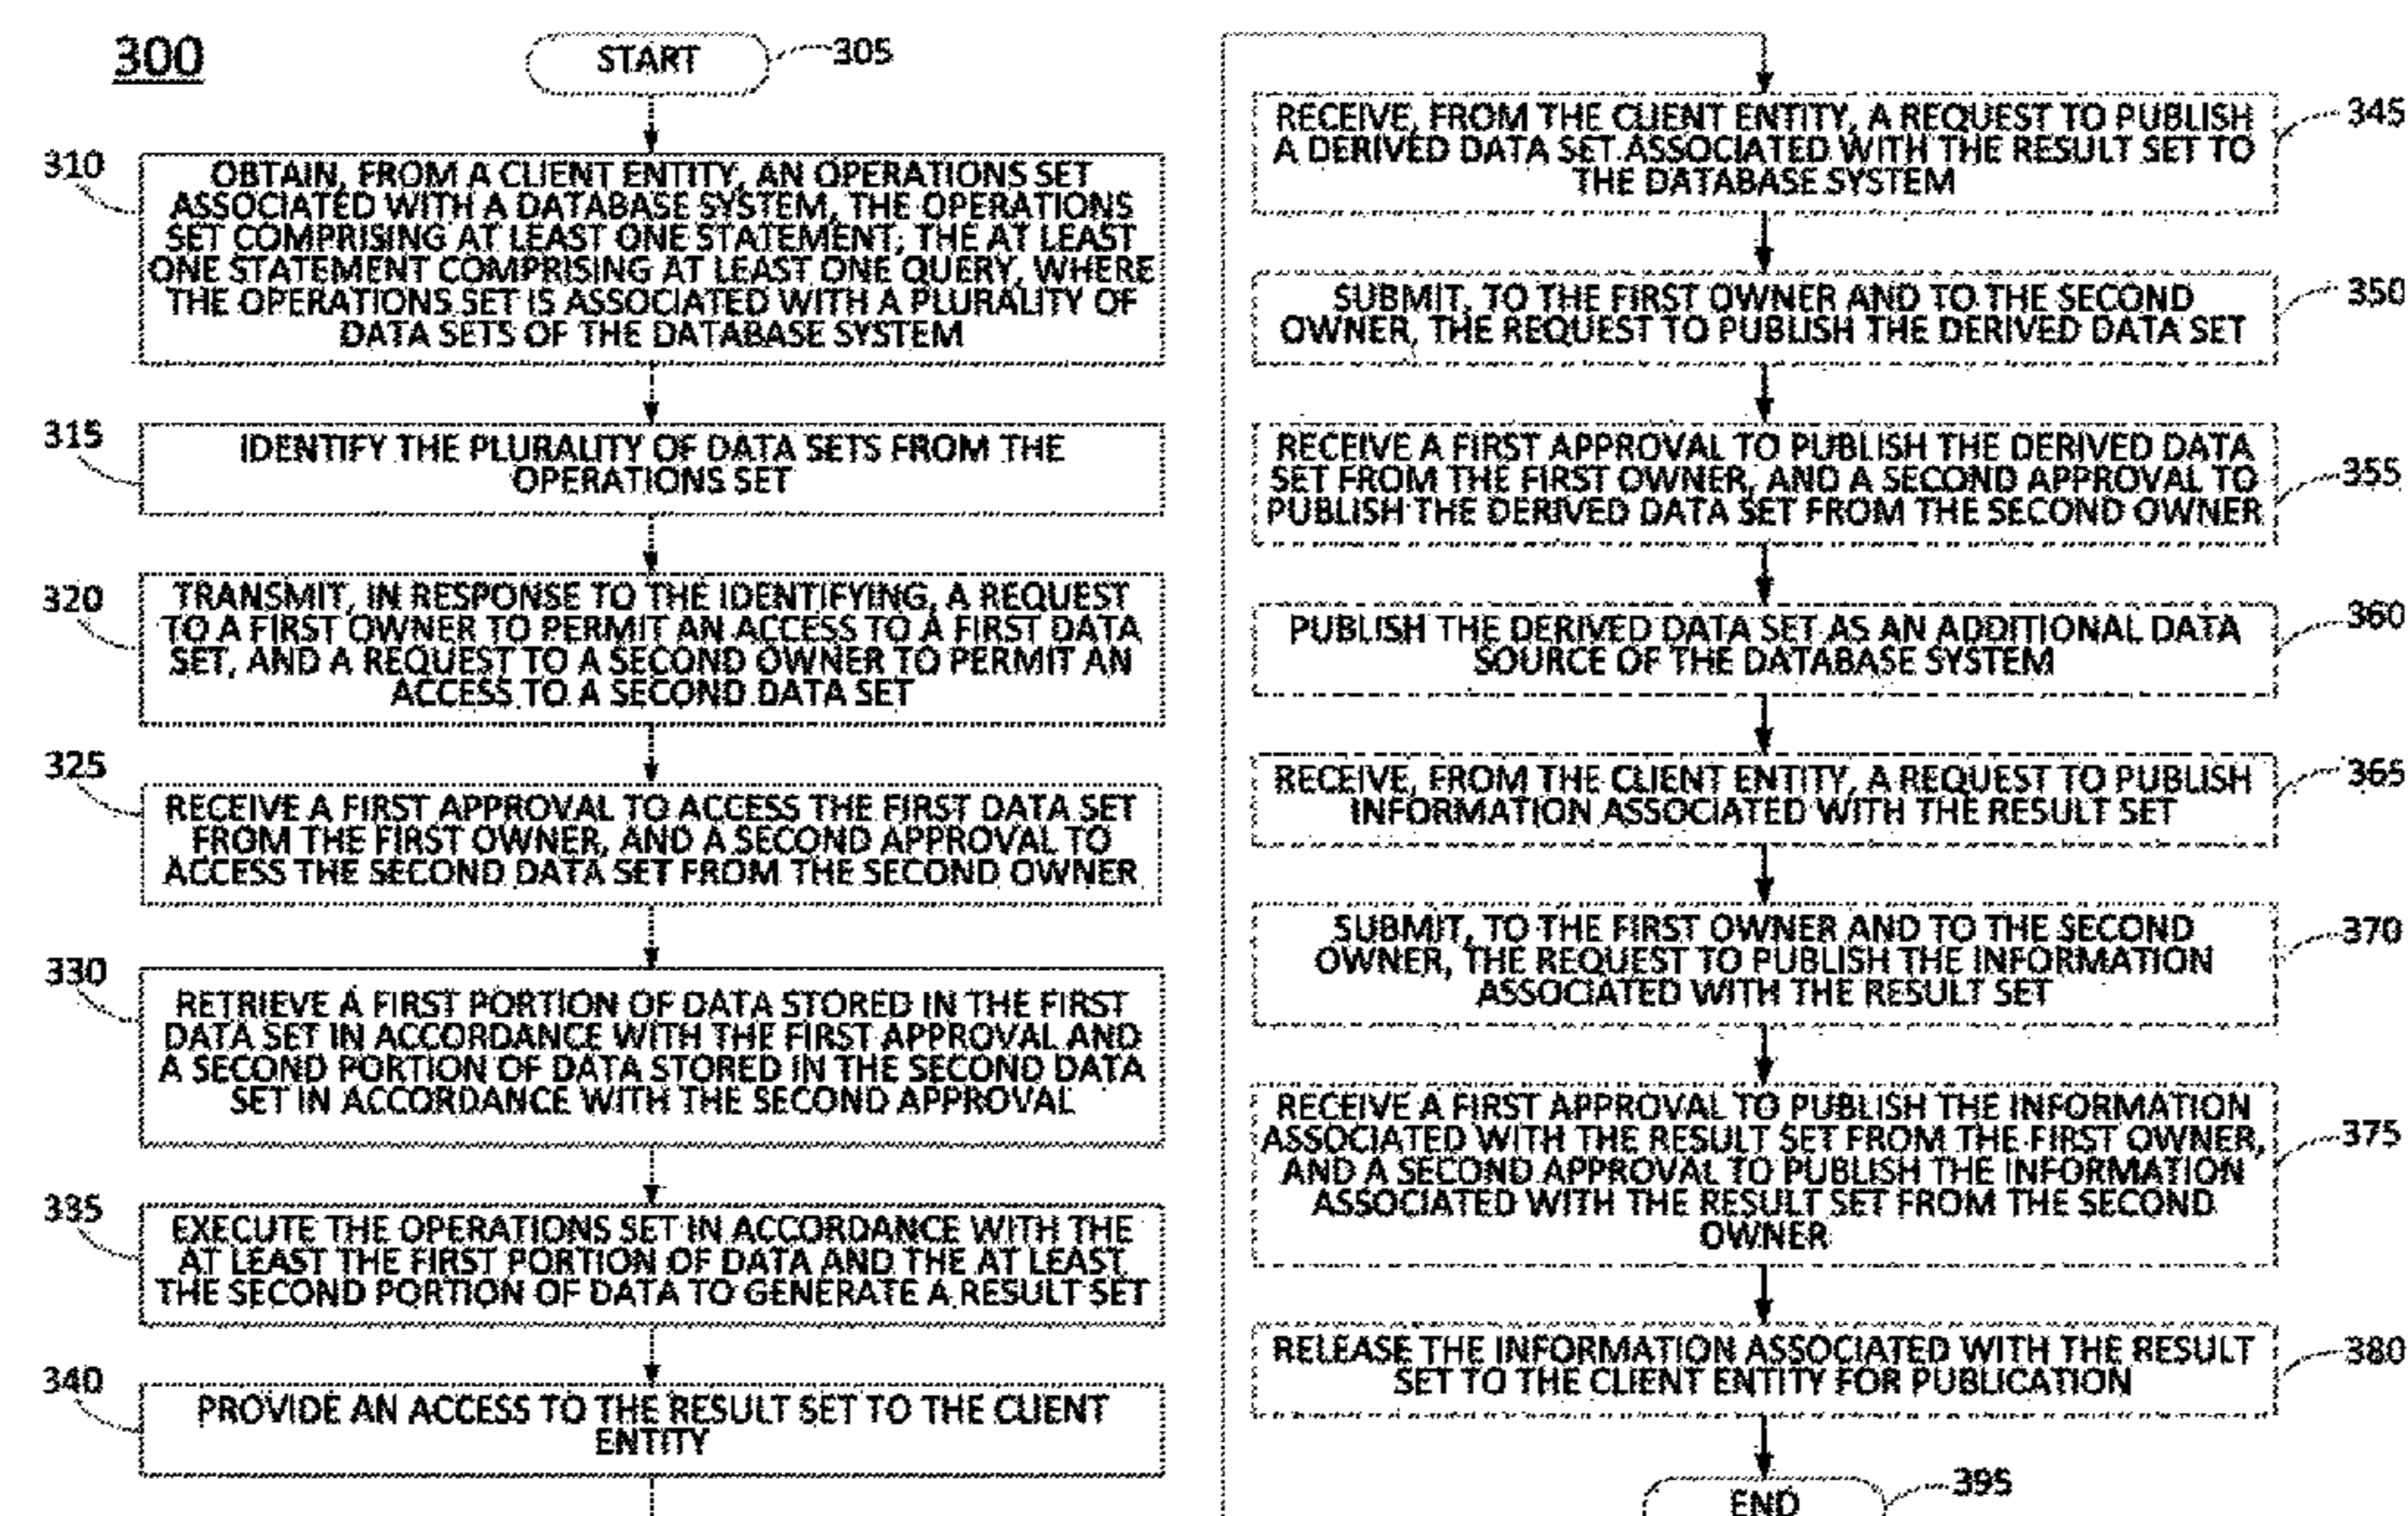 300
START
305
310
OBTAIN, FROM A CLIENT ENTITY, AN OPERATIONS SET
ASSOCIATED WITH A DATABASE SYSTEM, THE OPERATIONS
SET COMPRISING AT LEAST ONE STATEMENT, THE AT LEAST
ONE STATEMENT COMPRISING AT LEAST ONE QUERY, WHERE
THE OPERATIONS SET IS ASSOCIATED WITH A PLURALITY OF
DATA SETS OF THE DATABASE SYSTEM
315
IDENTIFY THE PLURALITY OF DATA SETS FROM THE
OPERATIONS SET
320
TRANSMIT, IN RESPONSE TO THE IDENTIFYING, A REQUEST
TO A FIRST OWNER TO PERMIT AN ACCESS TO A FIRST DATA
SET, AND A REQUEST TO A SECOND OWNER TO PERMIT AN
ACCESS TO A SECOND DATA SET
325
RECEIVE A FIRST APPROVAL TO ACCESS THE FIRST DATA SET
FROM THE FIRST OWNER, AND A SECOND APPROVAL TO
ACCESS THE SECOND DATA SET FROM THE SECOND OWNER
330
RETRIEVE A FIRST PORTION OF DATA STORED IN THE FIRST
DATA SET IN ACCORDANCE WITH THE FIRST APPROVAL AND
A SECOND PORTION OF DATA STORED IN THE SECOND DATA
SET IN ACCORDANCE WITH THE SECOND APPROVAL
335
EXECUTE THE OPERATIONS SET IN ACCORDANCE WITH THE
AT LEAST THE FIRST PORTION OF DATA AND THE AT LEAST
THE SECOND PORTION OF DATA TO GENERATE A RESULT SET
340
PROVIDE AN ACCESS TO THE RESULT SET TO THE CLIENT
ENTITY
RECEIVE, FROM THE CLIENT ENTITY, A REQUEST TO PUBLISH
A DERIVED DATA SET ASSOCIATED WITH THE RESULT SET TO
THE DATABASE SYSTEM
345
SUBMIT, TO THE FIRST OWNER AND TO THE SECOND
OWNER, THE REQUEST TO PUBLISH THE DERIVED DATA SET
350
RECEIVE A FIRST APPROVAL TO PUBLISH THE DERIVED DATA
SET FROM THE FIRST OWNER, AND A SECOND APPROVAL TO
PUBLISH THE DERIVED DATA SET FROM THE SECOND OWNER
355
PUBLISH THE DERIVED DATA SET AS AN ADDITIONAL DATA
SOURCE OF THE DATABASE SYSTEM
360
RECEIVE, FROM THE CLIENT ENTITY, A REQUEST TO PUBLISH
INFORMATION ASSOCIATED WITH THE RESULT SET
365
SUBMIT, TO THE FIRST OWNER AND TO THE SECOND
OWNER, THE REQUEST TO PUBLISH THE INFORMATION
ASSOCIATED WITH THE RESULT SET
370
RECEIVE A FIRST APPROVAL TO PUBLISH THE INFORMATION
ASSOCIATED WITH THE RESULT SET FROM THE FIRST OWNER,
AND A SECOND APPROVAL TO PUBLISH THE INFORMATION
ASSOCIATED WITH THE RESULT SET FROM THE SECOND
OWNER
375
RELEASE THE INFORMATION ASSOCIATED WITH THE RESULT
SET TO THE CLIENT ENTITY FOR PUBLICATION
380
END
395